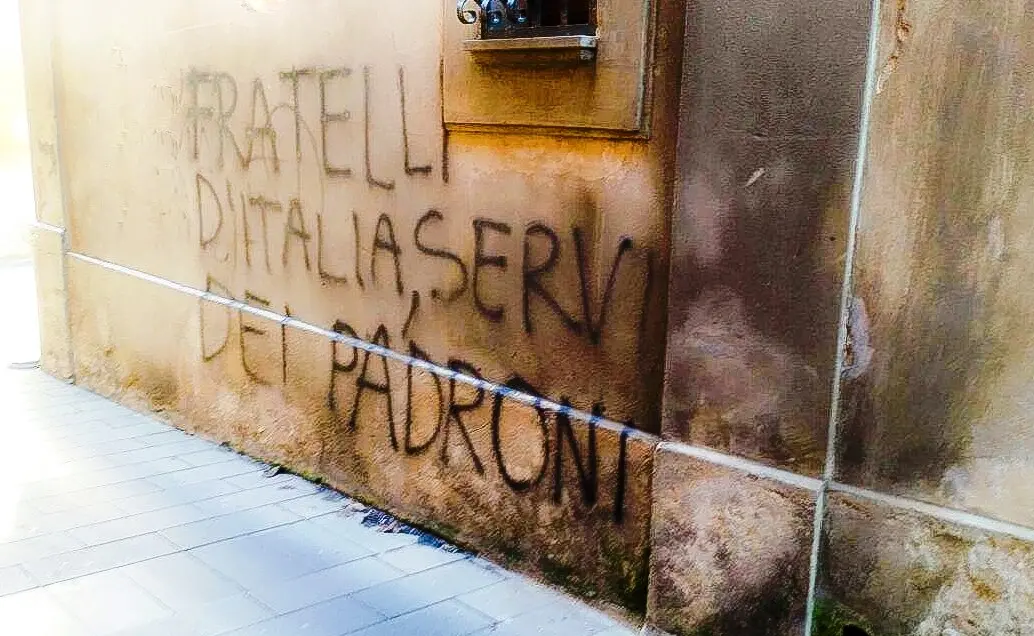 FRATELLI
D'ITALIA, SERVI
DEI PADRONI